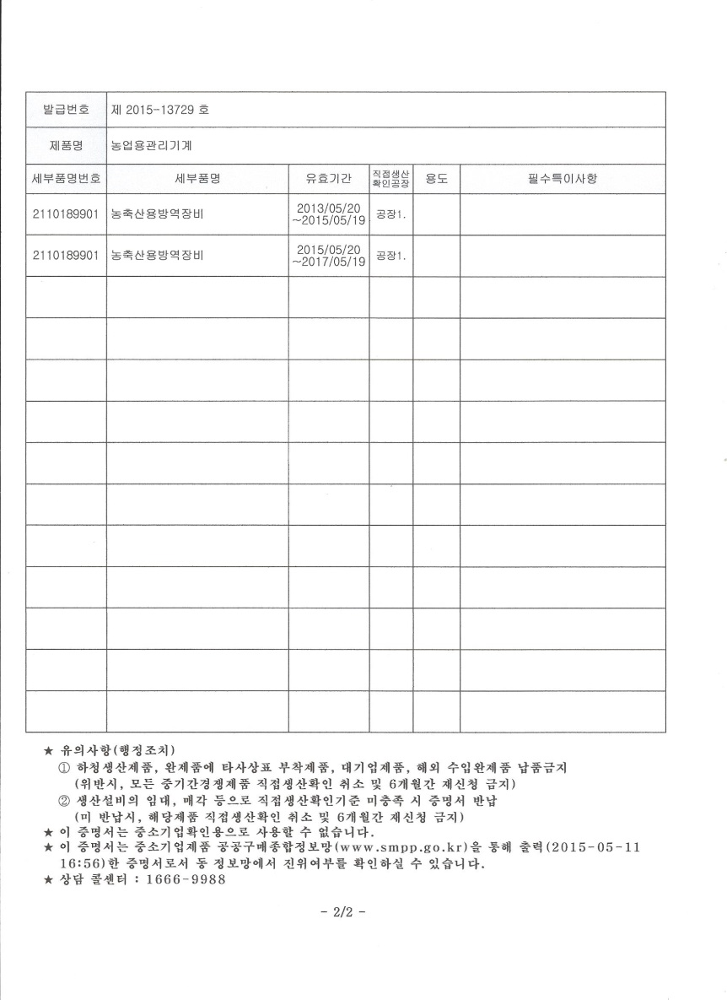 발급번호 제 2015-13729 호
제품명 농업용관리기계
세부품명번호 세부품명 유효기간 직접생산 확인공장 용도 필수특이사항
2110189901 농축산용방역장비 2013/05/20 ~2015/05/19 공장1.
2110189901 농축산용방역장비 2015/05/20 ~2017/05/19 공장1.
★ 유의사항(행정조치)
① 하청생산제품, 완제품에 타사상표 부착제품, 대기업제품, 해외 수입완제품 납품금지
(위반시, 모든 중기간경쟁제품 직접생산확인 취소 및 6개월간 재신청 금지)
② 생산설비의 임대, 매각 등으로 직접생산확인기준 미충족 시 증명서 반납
(미 반납시, 해당제품 직접생산확인 취소 및 6개월간 재신청 금지)
★ 이 증명서는 중소기업확인용으로 사용할 수 없습니다.
★ 이 증명서는 중소기업제품 공공구매종합정보망(www.smpp.go.kr)을 통해 출력(2015-05-11
16:56)한 증명서로서 동 정보망에서 진위여부를 확인하실 수 있습니다.
★ 상담 콜센터 : 1666-9988
- 2/2 -